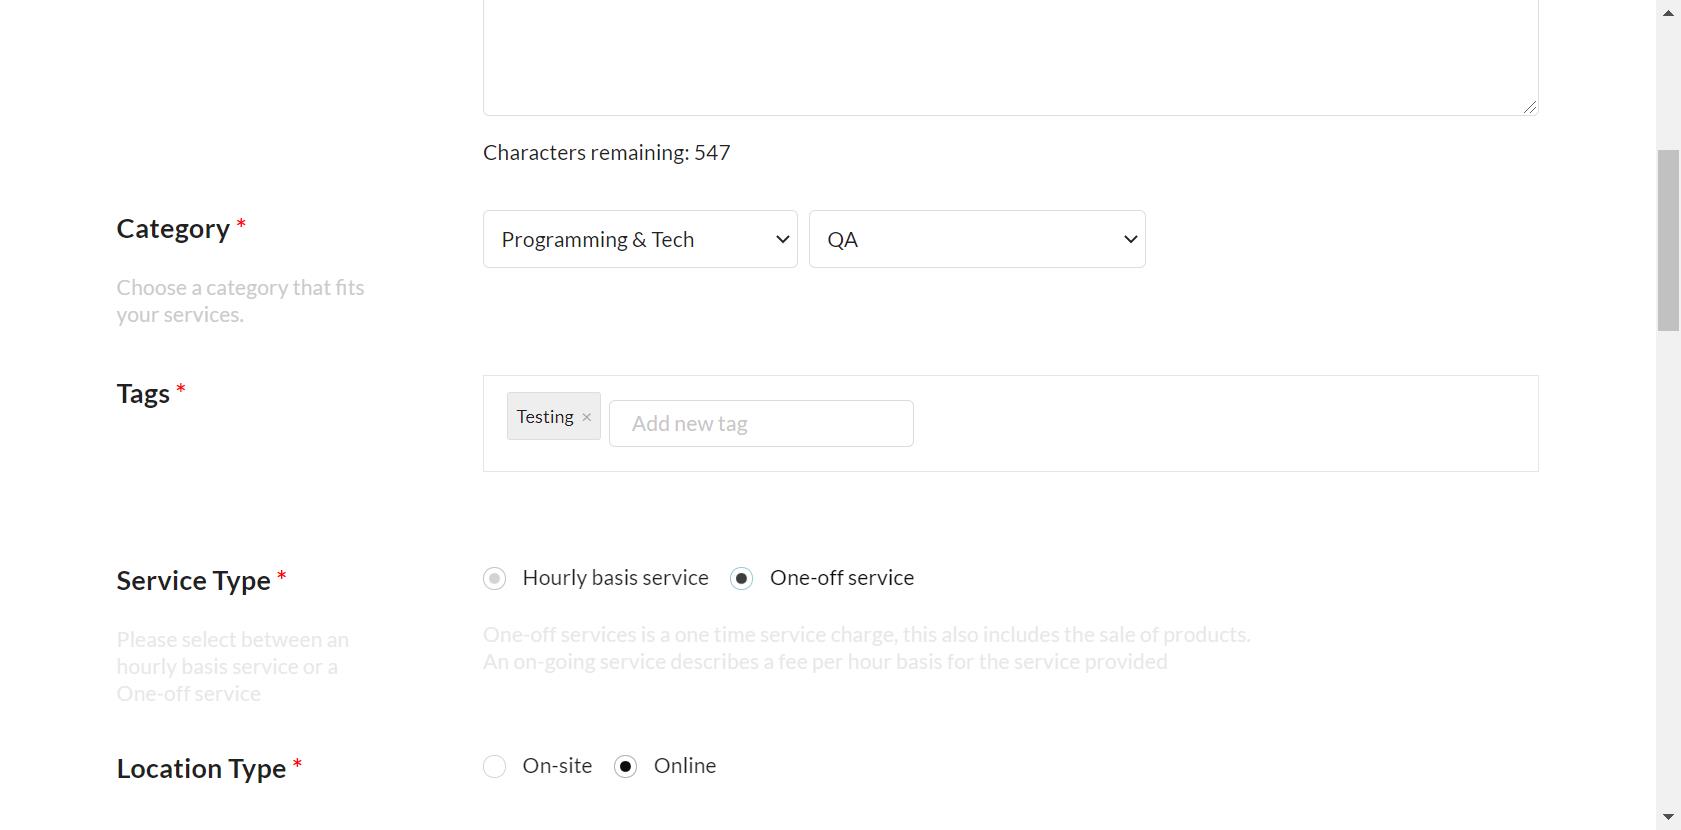 Characters remaining: 547
Category *
Programming & Tech
QA
Choose a category that fits
your services.
Tags *
Testing ×
Add new tag
Service Type *
Hourly basis service
One-off service
Please select between an
hourly basis service or a
One-off service
One-off services is a one time service charge, this also includes the sale of products.
An on-going service describes a fee per hour basis for the service provided
Location Type *
On-site
Online